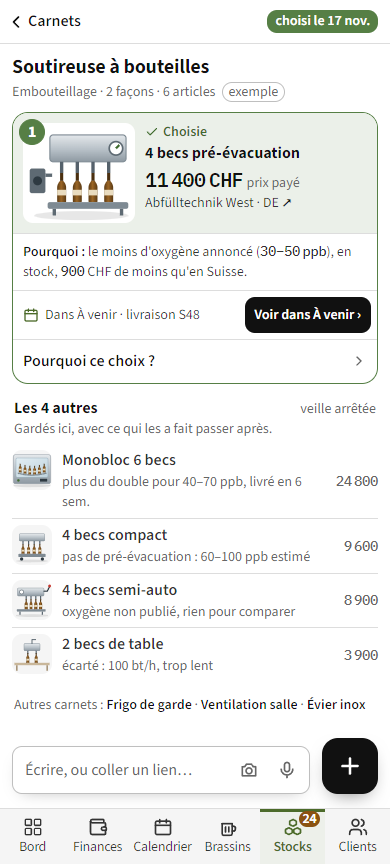 Carnets
choisi le 17 nov.
Soutireuse à bouteilles
Embouteillage · 2 façons · 6 articles exemple
1
Choisie
4 becs pré-évacuation
11 400 CHF prix payé
Abfülltechnik West · DE ↗
Pourquoi : le moins d'oxygène annoncé (30–50 ppb), en
stock, 900 CHF de moins qu'en Suisse.
Dans À venir · livraison S48
Voir dans À venir ›
Pourquoi ce choix ?
Les 4 autres
veille arrêtée
Gardés ici, avec ce qui les a fait passer après.
Monobloc 6 becs
plus du double pour 40–70 ppb, livré en 6
sem.
24 800
4 becs compact
pas de pré-évacuation : 60–100 ppb estimé
9 600
4 becs semi-auto
oxygène non publié, rien pour comparer
8 900
2 becs de table
écarté : 100 bt/h, trop lent
3 900
Autres carnets : Frigo de garde · Ventilation salle · Évier inox
Écrire, ou coller un lien…
24
Bord Finances Calendrier Brassins Stocks Clients